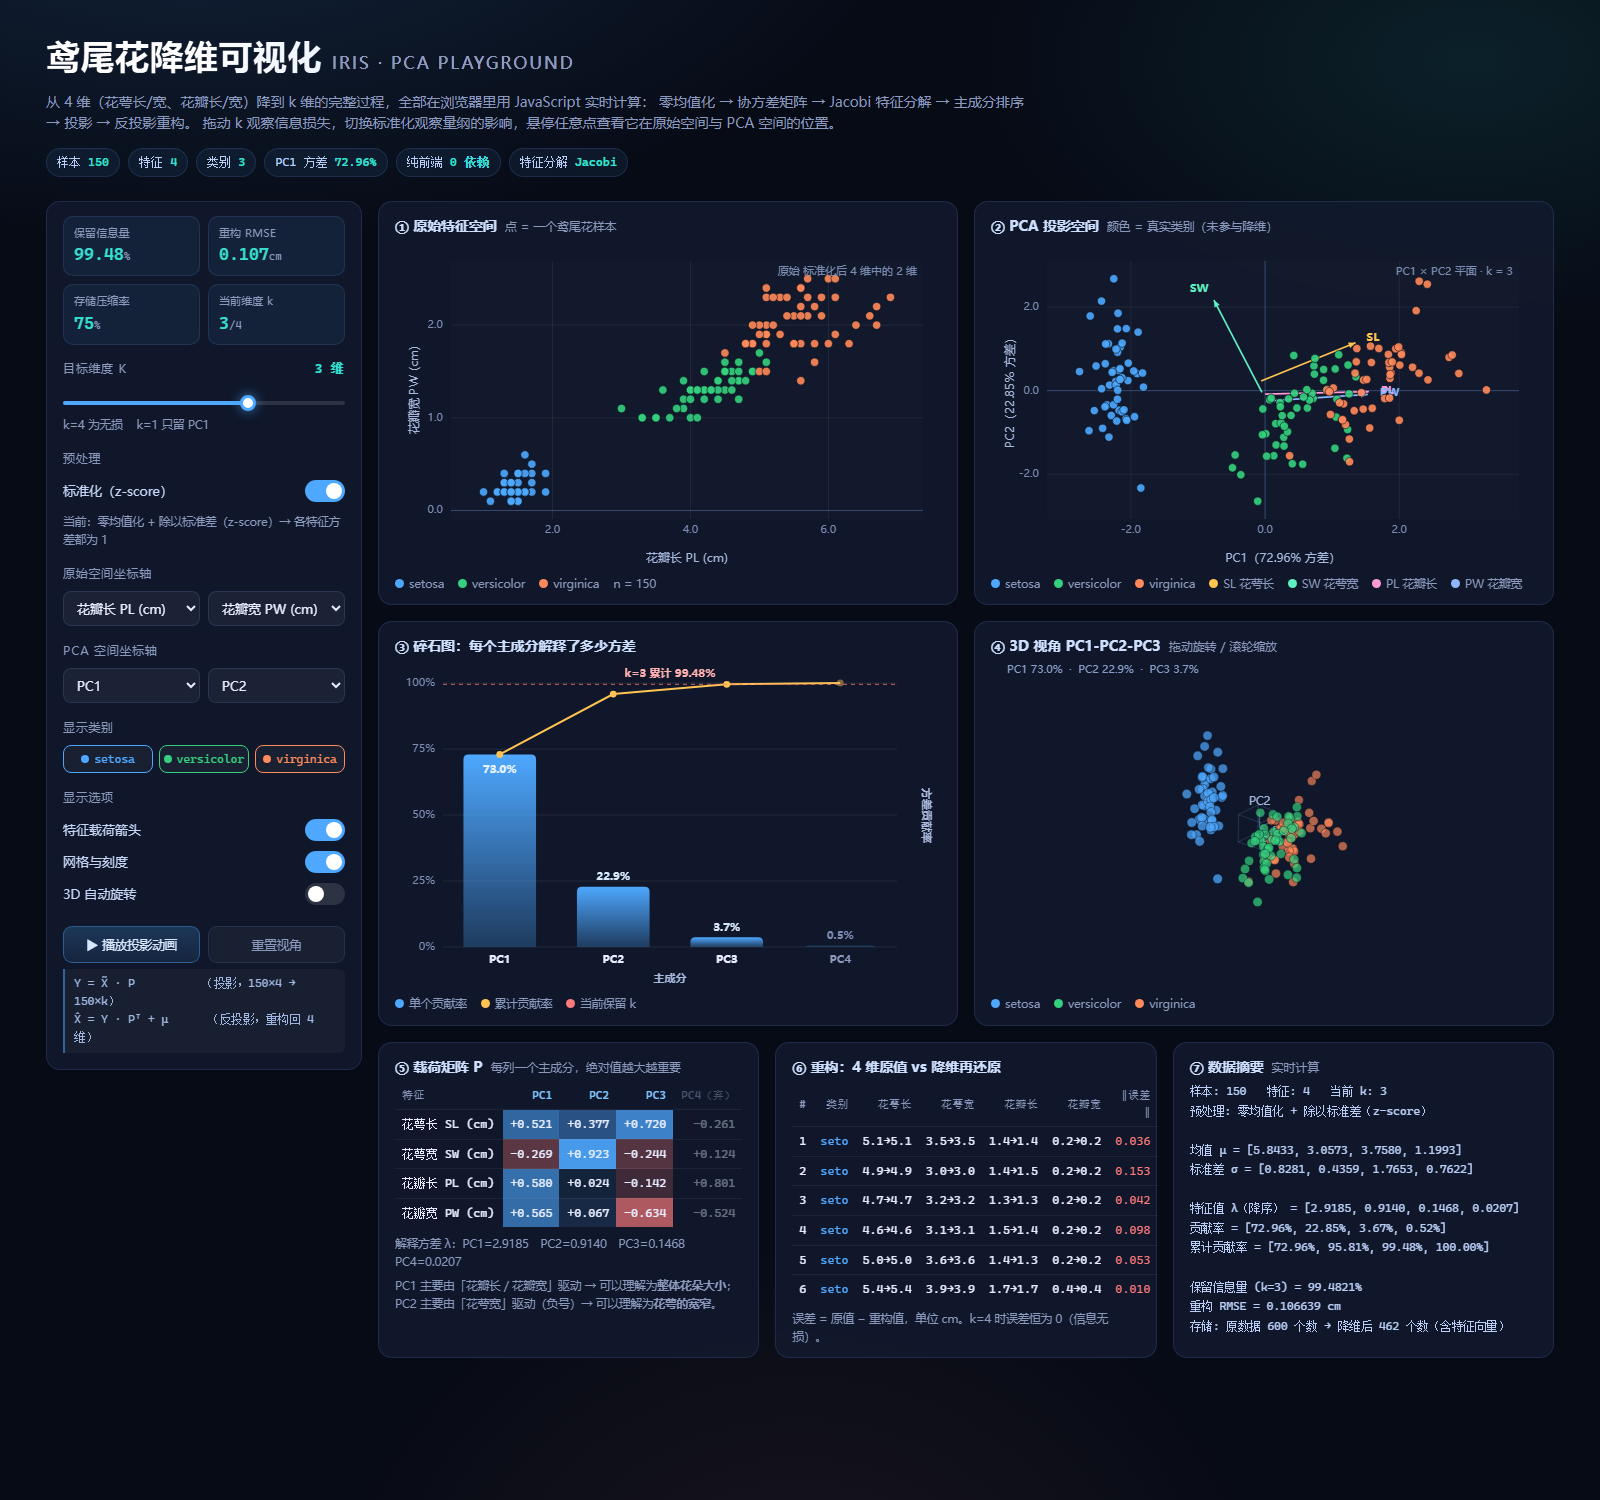 鸢尾花降维可视化 IRIS · PCA PLAYGROUND
从 4 维（花萼长/宽、花瓣长/宽）降到 k 维的完整过程，全部在浏览器里用 JavaScript 实时计算： 零均值化 → 协方差矩阵 → Jacobi 特征分解 → 主成分排序
→ 投影 → 反投影重构。 拖动 k 观察信息损失，切换标准化观察量纲的影响，悬停任意点查看它在原始空间与 PCA 空间的位置。
样本 150 特征 4 类别 3 PC1 方差 72.96% 纯前端 0 依赖 特征分解 Jacobi
保留信息量
99.48%
重构 RMSE
0.107cm
存储压缩率
75%
当前维度 k
3/4
目标维度 K 3 维
k=4 为无损 k=1 只留 PC1
预处理
标准化（z-score）
当前：零均值化 + 除以标准差（z-score）→ 各特征方
差都为 1
原始空间坐标轴
花瓣长 PL (cm) 花瓣宽 PW (cm)
PCA 空间坐标轴
PC1 PC2
显示类别
setosa versicolor virginica
显示选项
特征载荷箭头
网格与刻度
3D 自动旋转
▶ 播放投影动画 重置视角
Y = X̄ · P （投影，150×4 →
150×k）
X̂ = Y · Pᵀ + μ （反投影，重构回 4
维）
① 原始特征空间 点 = 一个鸢尾花样本
原始 标准化后 4 维中的 2 维
花瓣宽 PW (cm)
2.0
1.0
0.0
2.0 4.0 6.0
花瓣长 PL (cm)
setosa versicolor virginica n = 150
② PCA 投影空间 颜色 = 真实类别（未参与降维）
PC1 × PC2 平面 · k = 3
PC2（22.85% 方差）
2.0
0.0
-2.0
SW
SL
PW
-2.0 0.0 2.0
PC1（72.96% 方差）
setosa versicolor virginica SL 花萼长 SW 花萼宽 PL 花瓣长 PW 花瓣宽
③ 碎石图：每个主成分解释了多少方差
k=3 累计 99.48%
100%
75%
50%
25%
0%
73.0%
22.9%
3.7%
0.5%
方差贡献率
PC1 PC2 PC3 PC4
主成分
单个贡献率 累计贡献率 当前保留 k
④ 3D 视角 PC1-PC2-PC3 拖动旋转 / 滚轮缩放
PC1 73.0% · PC2 22.9% · PC3 3.7%
PC2
setosa versicolor virginica
⑤ 载荷矩阵 P 每列一个主成分，绝对值越大越重要
特征 PC1 PC2 PC3 PC4（弃）
花萼长 SL (cm) +0.521 +0.377 +0.720 −0.261
花萼宽 SW (cm) −0.269 +0.923 −0.244 +0.124
花瓣长 PL (cm) +0.580 +0.024 −0.142 +0.801
花瓣宽 PW (cm) +0.565 +0.067 −0.634 −0.524
解释方差 λ：PC1=2.9185 PC2=0.9140 PC3=0.1468
PC4=0.0207
PC1 主要由「花瓣长 / 花瓣宽」驱动 → 可以理解为整体花朵大小；
PC2 主要由「花萼宽」驱动（负号）→ 可以理解为花萼的宽窄。
⑥ 重构：4 维原值 vs 降维再还原
# 类别 花萼长 花萼宽 花瓣长 花瓣宽 ‖误差
‖
1 seto 5.1→5.1 3.5→3.5 1.4→1.4 0.2→0.2 0.036
2 seto 4.9→4.9 3.0→3.0 1.4→1.5 0.2→0.2 0.153
3 seto 4.7→4.7 3.2→3.2 1.3→1.3 0.2→0.2 0.042
4 seto 4.6→4.6 3.1→3.1 1.5→1.4 0.2→0.2 0.098
5 seto 5.0→5.0 3.6→3.6 1.4→1.3 0.2→0.2 0.053
6 seto 5.4→5.4 3.9→3.9 1.7→1.7 0.4→0.4 0.010
误差 = 原值 − 重构值，单位 cm。k=4 时误差恒为 0（信息无
损）。
⑦ 数据摘要 实时计算
样本: 150 特征: 4 当前 k: 3
预处理: 零均值化 + 除以标准差（z-score）
均值 μ = [5.8433, 3.0573, 3.7580, 1.1993]
标准差 σ = [0.8281, 0.4359, 1.7653, 0.7622]
特征值 λ（降序） = [2.9185, 0.9140, 0.1468, 0.0207]
贡献率 = [72.96%, 22.85%, 3.67%, 0.52%]
累计贡献率 = [72.96%, 95.81%, 99.48%, 100.00%]
保留信息量 (k=3) = 99.4821%
重构 RMSE = 0.106639 cm
存储: 原数据 600 个数 → 降维后 462 个数（含特征向量）